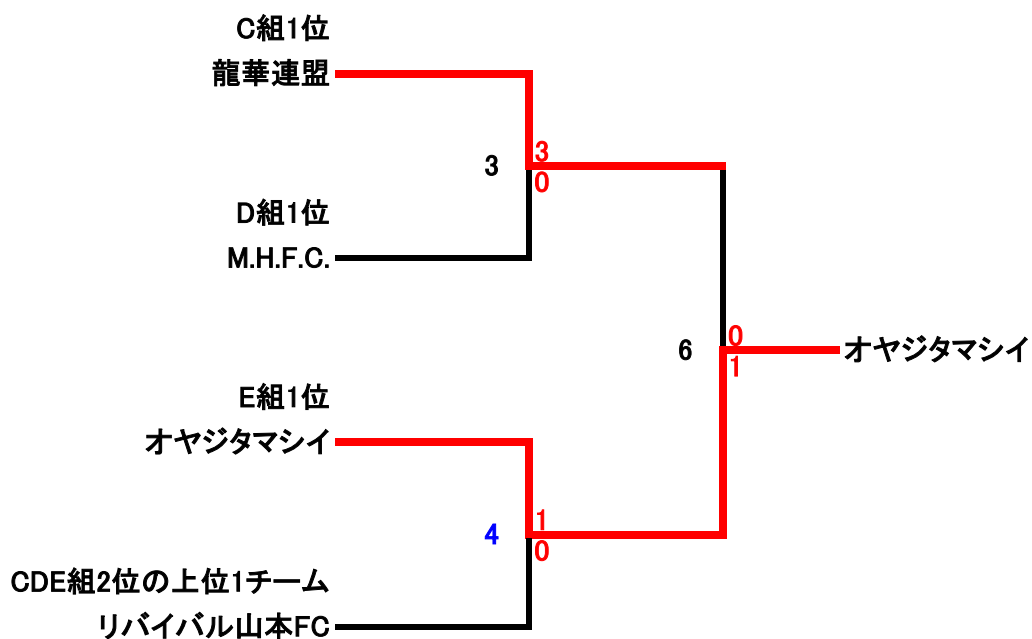 C組1位
龍華連盟
3
3
0
D組1位
M.H.F.C.
6
0
1
オヤジタマシイ
E組1位
オヤジタマシイ
4
1
0
CDE組2位の上位1チーム
リバイバル山本FC